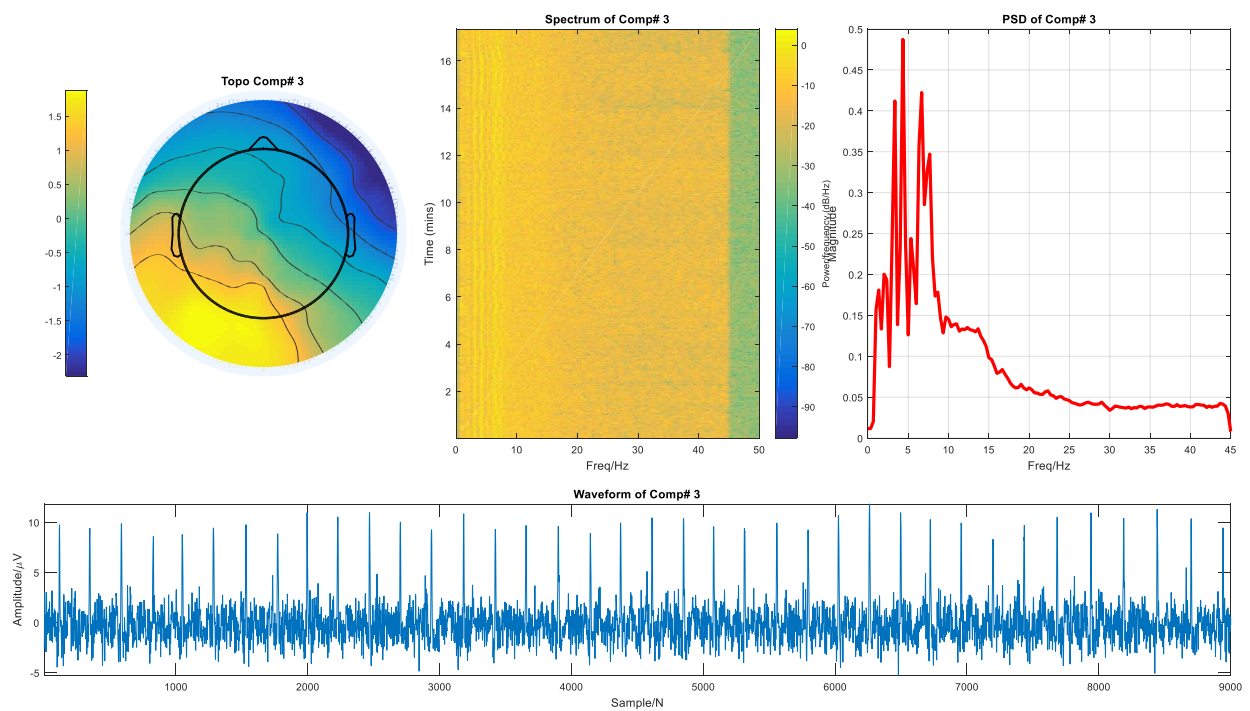 Topo Comp# 3
1.5
1
0.5
0
-0.5
-1
-1.5
-2
Spectrum of Comp# 3
Time (mins)
16
14
12
10
8
6
4
2
0 10 20 30 40 50
Freq/Hz
0
-10
-20
-30
-40
-50
-60
-70
-80
-90
Power/frequency (dB/Hz)
PSD of Comp# 3
Magnitude
0.5
0.45
0.4
0.35
0.3
0.25
0.2
0.15
0.1
0.05
0
0 5 10 15 20 25 30 35 40 45
Freq/Hz
Waveform of Comp# 3
Amplitude/μV
10
5
0
-5
1000 2000 3000 4000 5000 6000 7000 8000 9000
Sample/N